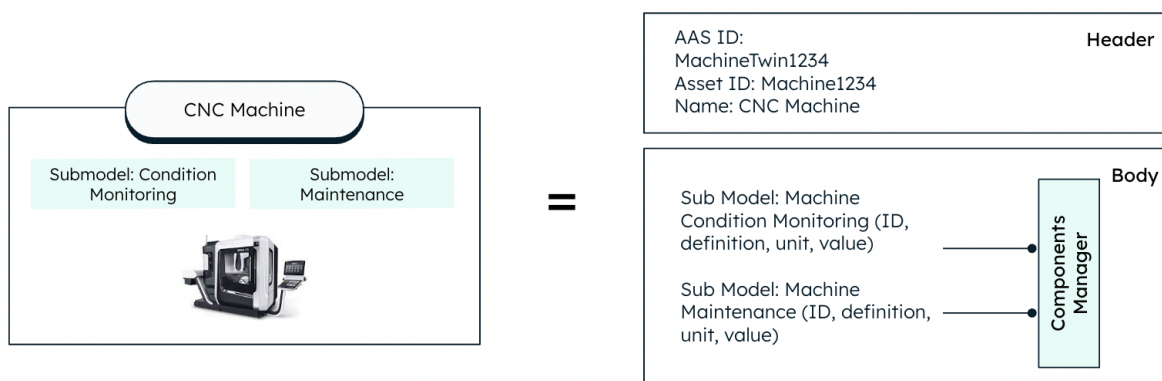 CNC Machine
Submodel: Condition
Monitoring
Submodel:
Maintenance
=
AAS ID:
MachineTwin1234
Asset ID: Machine1234
Name: CNC Machine
Header
Body
Sub Model: Machine
Condition Monitoring (ID,
definition, unit, value)
Sub Model: Machine
Maintenance (ID, definition,
unit, value)
Components
Manager